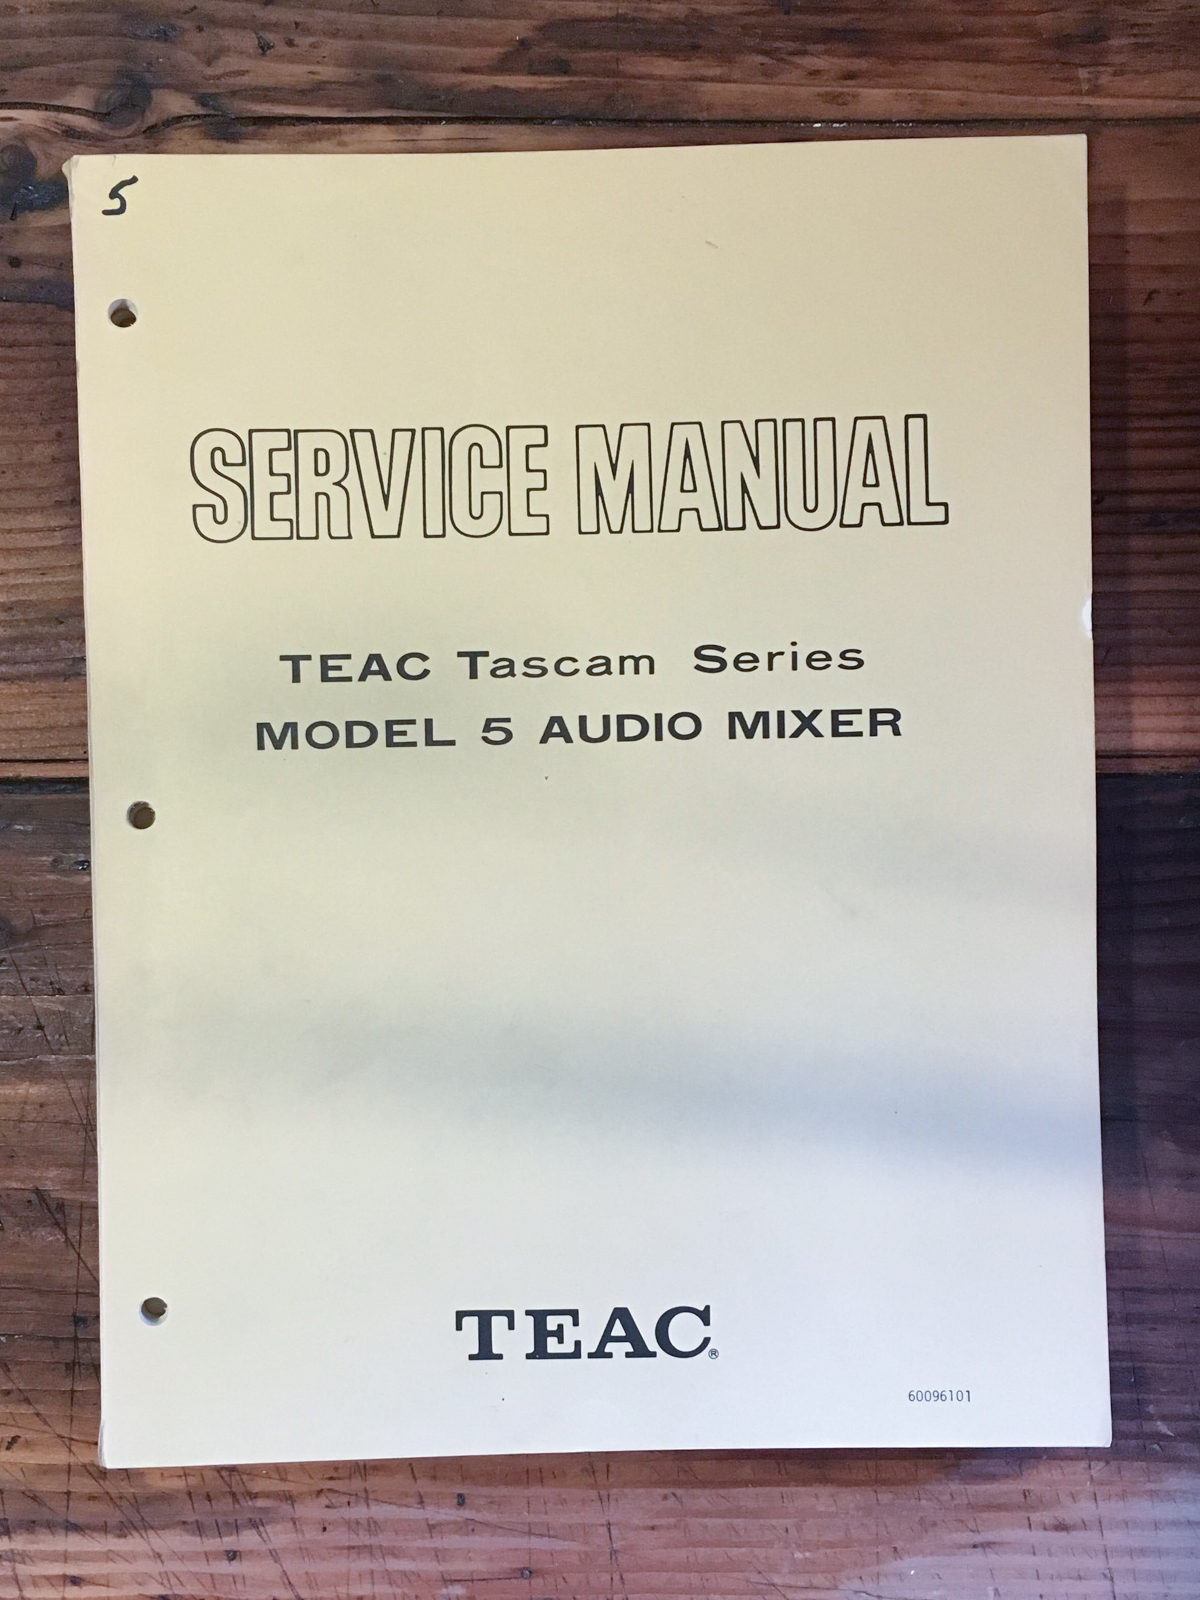 5
SERVICE MANUAL
TEAC Tascam Series
MODEL 5 AUDIO MIXER
TEAC®
60096101